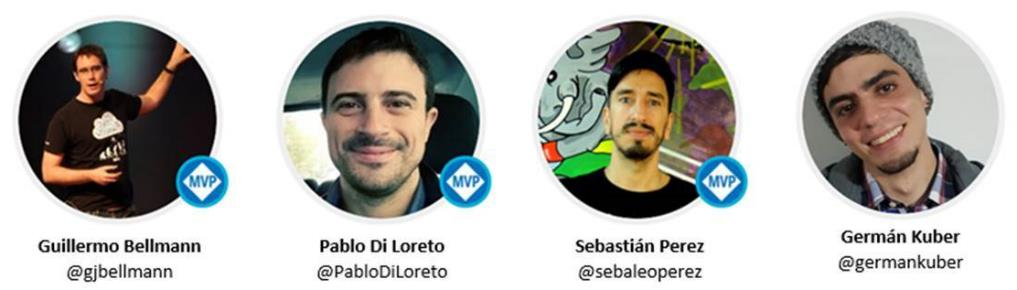 MVP
MVP
MVP
Guillermo Bellmann
@gjbellmann
Pablo Di Loreto
@PabloDiLoreto
Sebastián Perez
@sebaleoperez
Germán Kuber
@germankuber